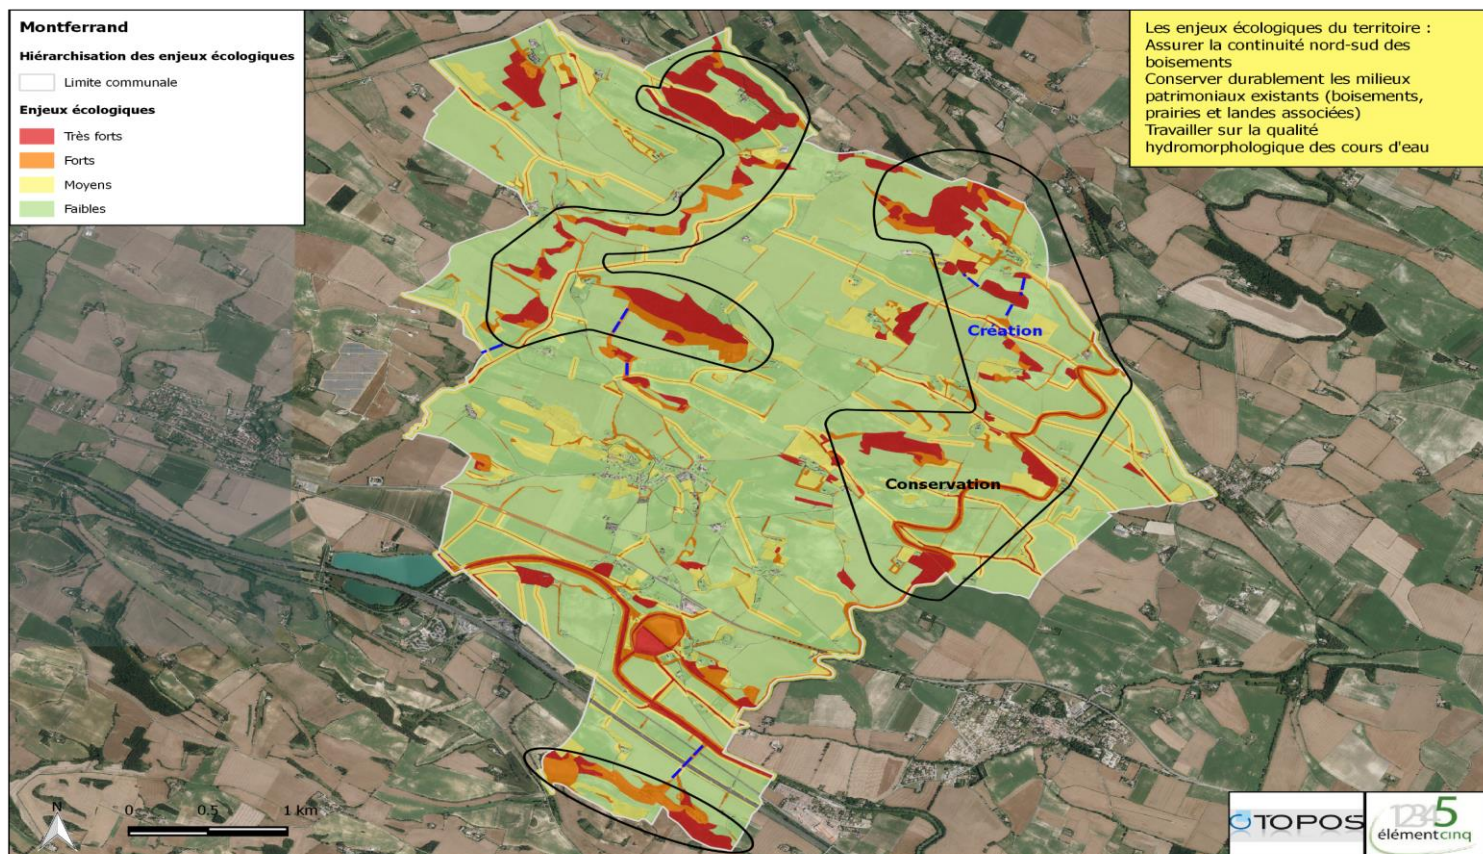 Montferrand
Hiérarchisation des enjeux écologiques
Limite communale
Enjeux écologiques
Très forts
Forts
Moyens
Faibles
Les enjeux écologiques du territoire :
Assurer la continuité nord-sud des
boisements
Conserver durablement les milieux
patrimoniaux existants (boisements,
prairies et landes associées)
Travailler sur la qualité
hydromorphologique des cours d'eau
Création
Conservation
N
0 0.5 1 km
TOPOS
12345
élémentcinq